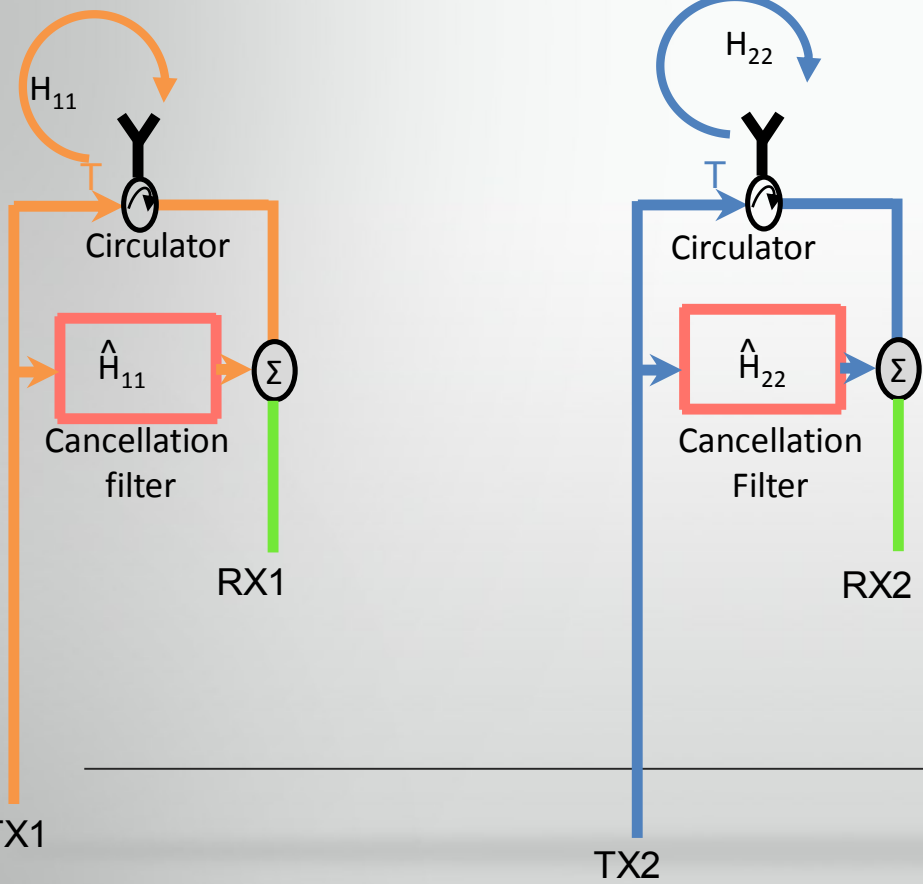 H₁₁
T
Circulator
Ĥ₁₁
Σ
Cancellation
filter
RX1
TX1
H₂₂
T
Circulator
Ĥ₂₂
Σ
Cancellation
Filter
RX2
TX2